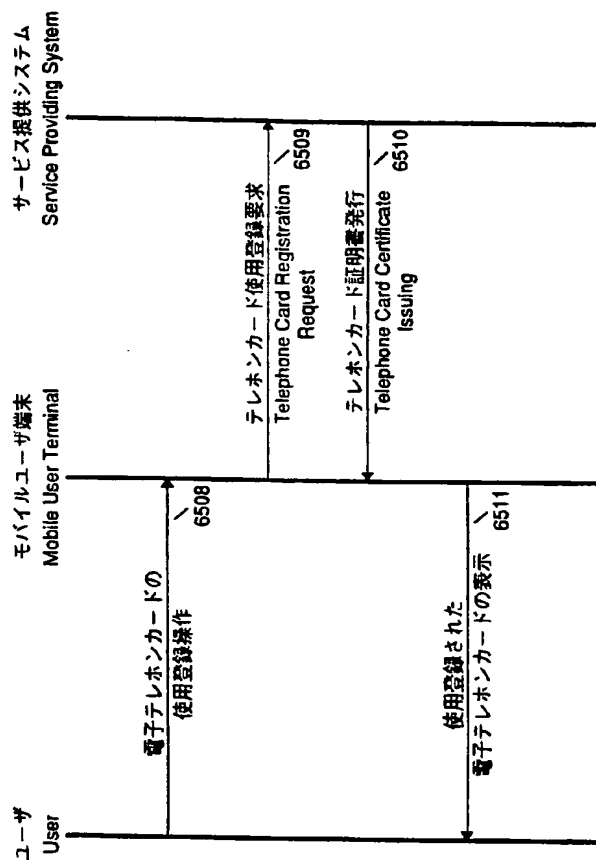 ユーザ
User
モバイルユーザ端末
Mobile User Terminal
サービス提供システム
Service Providing System
電子テレホンカードの
使用登録操作
6508
テレホンカード使用登録要求
6509
Telephone Card Registration
Request
テレホンカード証明書発行
6510
Telephone Card Certificate
Issuing
使用登録された
電子テレホンカードの表示
6511